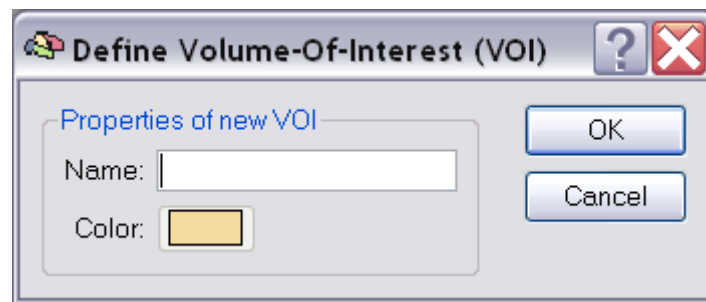 Define Volume-Of-Interest (VOI)
Properties of new VOI
Name:
Color:
OK
Cancel